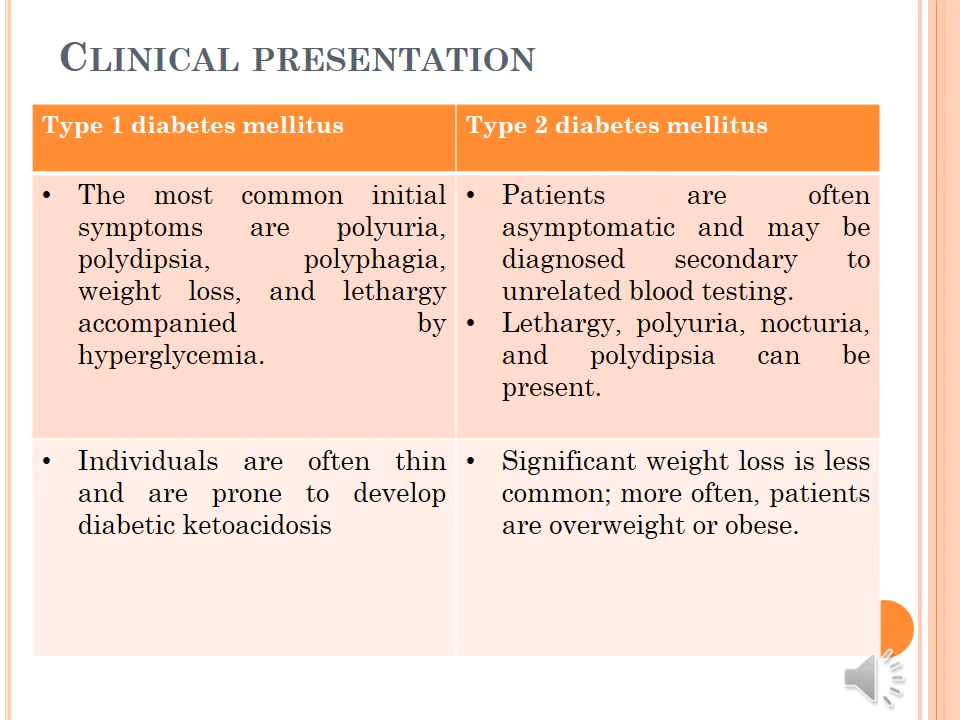 CLINICAL PRESENTATION
Type 1 diabetes mellitus
Type 2 diabetes mellitus
• The most common initial
symptoms are polyuria,
polydipsia, polyphagia,
weight loss, and lethargy
accompanied by
hyperglycemia.
• Patients are often
asymptomatic and may be
diagnosed secondary to
unrelated blood testing.
• Lethargy, polyuria, nocturia,
and polydipsia can be
present.
• Individuals are often thin
and are prone to develop
diabetic ketoacidosis
• Significant weight loss is less
common; more often, patients
are overweight or obese.